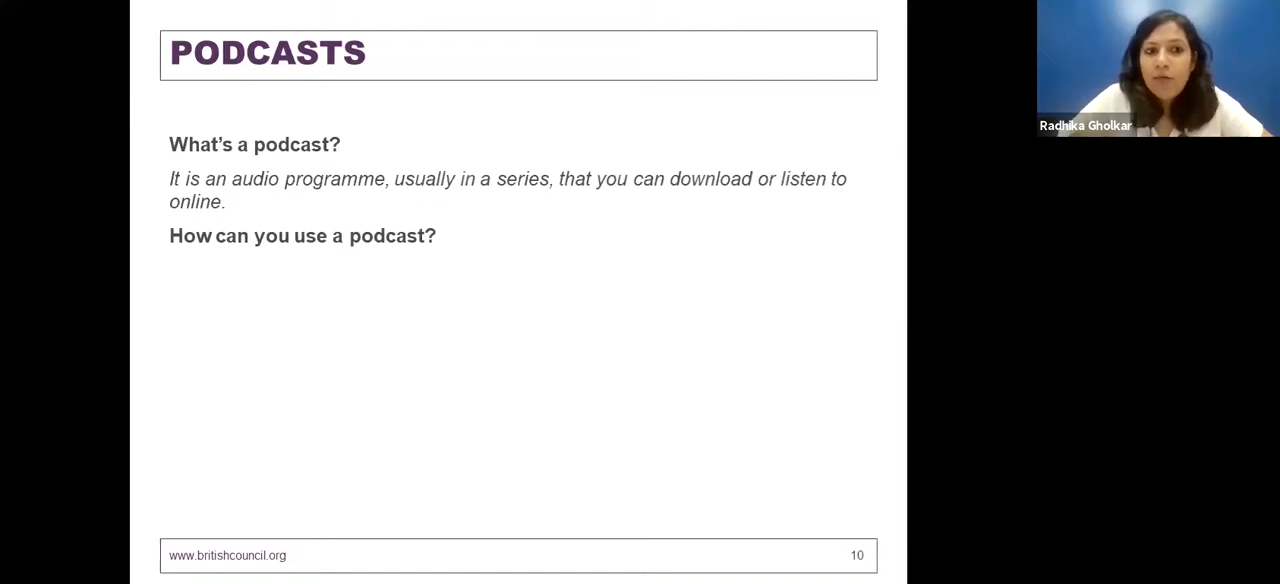 PODCASTS
Radhika Gholkar
What's a podcast?
It is an audio programme, usually in a series, that you can download or listen to
online.
How can you use a podcast?
www.britishcouncil.org
10